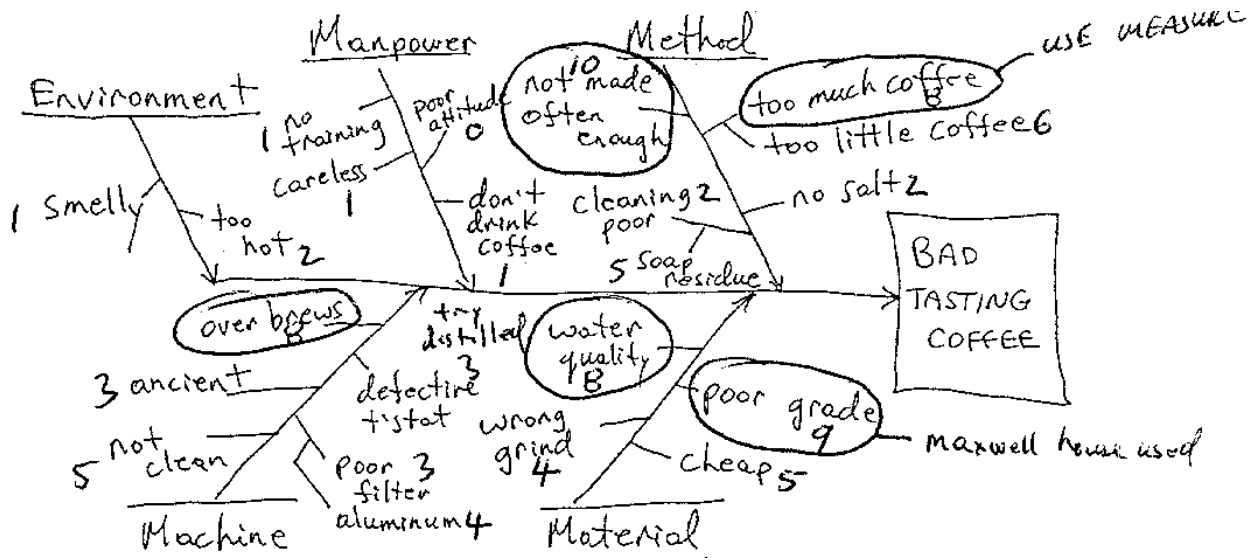 Manpower
Method
USE MEASURE
Environment
1 no
training
careless
1
poor
attitude
0
10
not made
often
enough
too much coffee
8
too little coffee 6
1 smelly
too
hot 2
don't
drink
coffee
1
cleaning 2
poor
5 soap
residue
no salt 2
BAD
TASTING
COFFEE
over brews
8
3 ancient
defective
t'stat
5 not
clean
poor 3
filter
aluminum 4
Machine
try
distilled
3
water
quality
8
poor grade
9
maxwell house used
wrong
grind
4
cheap 5
Material